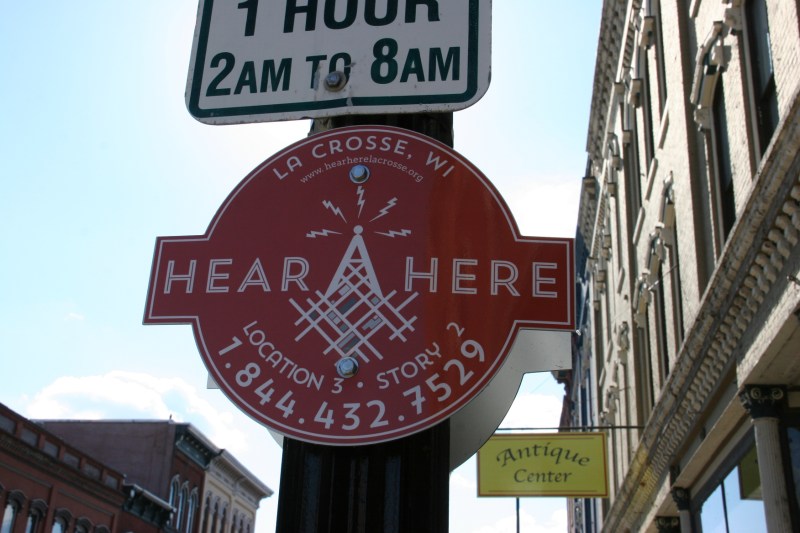 1 HOUR
2AM TO 8AM
LA CROSSE, WI
www.hearherelacrosse.org
HEAR HERE
LOCATION 3 • STORY 2
1.844.432.7529
Antique
Center